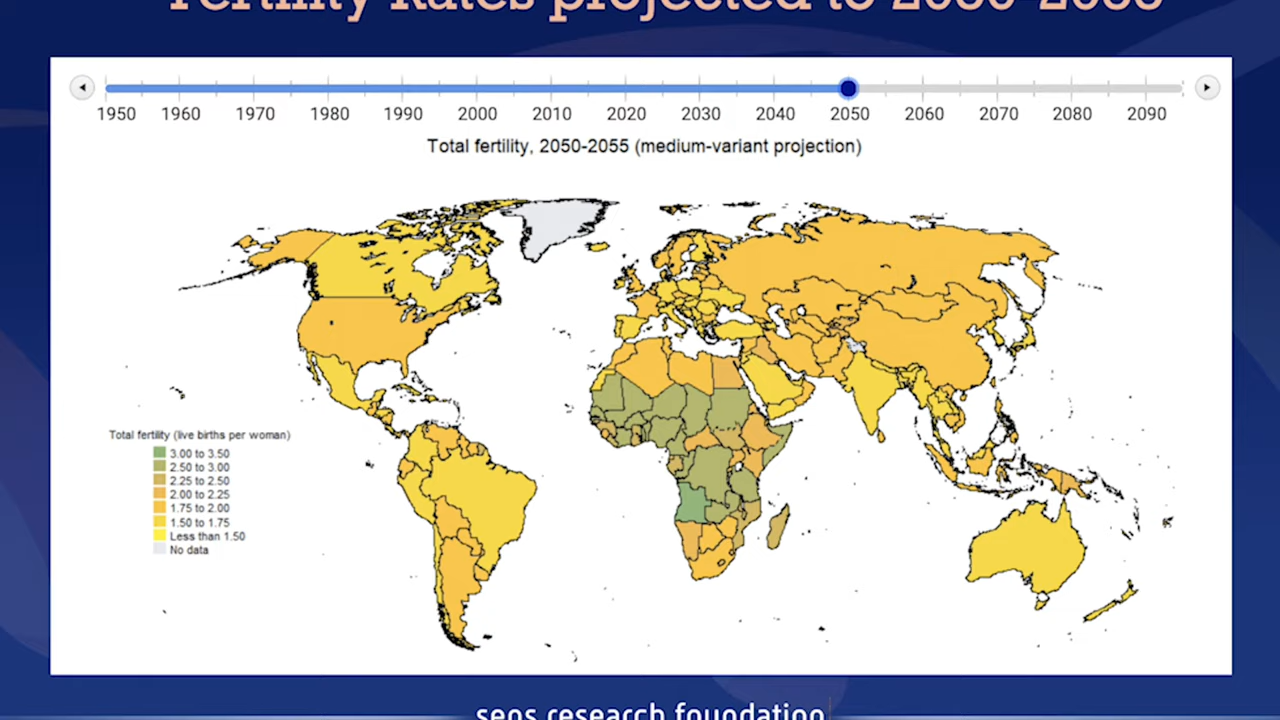 Fertility Rates projected to 2050-2055
1950 1960 1970 1980 1990 2000 2010 2020 2030 2040 2050 2060 2070 2080 2090
Total fertility, 2050-2055 (medium-variant projection)
Total fertility (live births per woman)
3.00 to 3.50
2.50 to 3.00
2.25 to 2.50
2.00 to 2.25
1.75 to 2.00
1.50 to 1.75
Less than 1.50
No data
sens research foundation